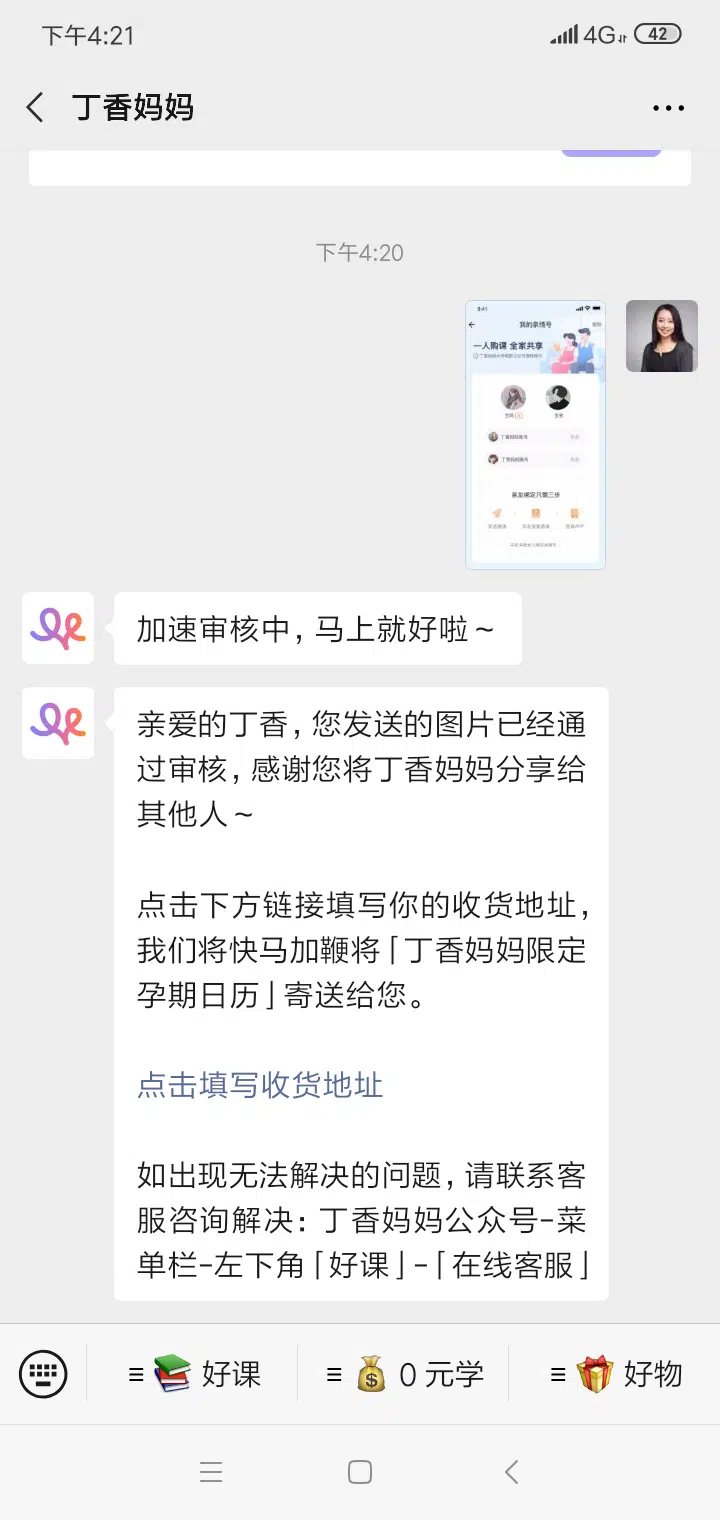 下午4:21
4G
42
丁香妈妈
下午4:20
9:41
我的亲情号
一人购课 全家共享
亲友绑定只需三步
加速审核中，马上就好啦～
亲爱的丁香，您发送的图片已经通
过审核，感谢您将丁香妈妈分享给
其他人～
点击下方链接填写你的收货地址，
我们将快马加鞭将「丁香妈妈限定
孕期日历」寄送给您。
点击填写收货地址
如出现无法解决的问题，请联系客
服咨询解决：丁香妈妈公众号-菜
单栏-左下角「好课」-「在线客服」
好课
0 元学
好物